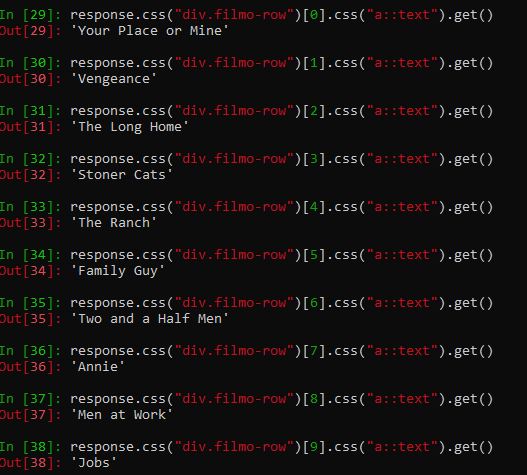 In [29]: response.css("div.filmo-row")[0].css("a::text").get()
Out[29]: 'Your Place or Mine'
In [30]: response.css("div.filmo-row")[1].css("a::text").get()
Out[30]: 'Vengeance'
In [31]: response.css("div.filmo-row")[2].css("a::text").get()
Out[31]: 'The Long Home'
In [32]: response.css("div.filmo-row")[3].css("a::text").get()
Out[32]: 'Stoner Cats'
In [33]: response.css("div.filmo-row")[4].css("a::text").get()
Out[33]: 'The Ranch'
In [34]: response.css("div.filmo-row")[5].css("a::text").get()
Out[34]: 'Family Guy'
In [35]: response.css("div.filmo-row")[6].css("a::text").get()
Out[35]: 'Two and a Half Men'
In [36]: response.css("div.filmo-row")[7].css("a::text").get()
Out[36]: 'Annie'
In [37]: response.css("div.filmo-row")[8].css("a::text").get()
Out[37]: 'Men at Work'
In [38]: response.css("div.filmo-row")[9].css("a::text").get()
Out[38]: 'Jobs'